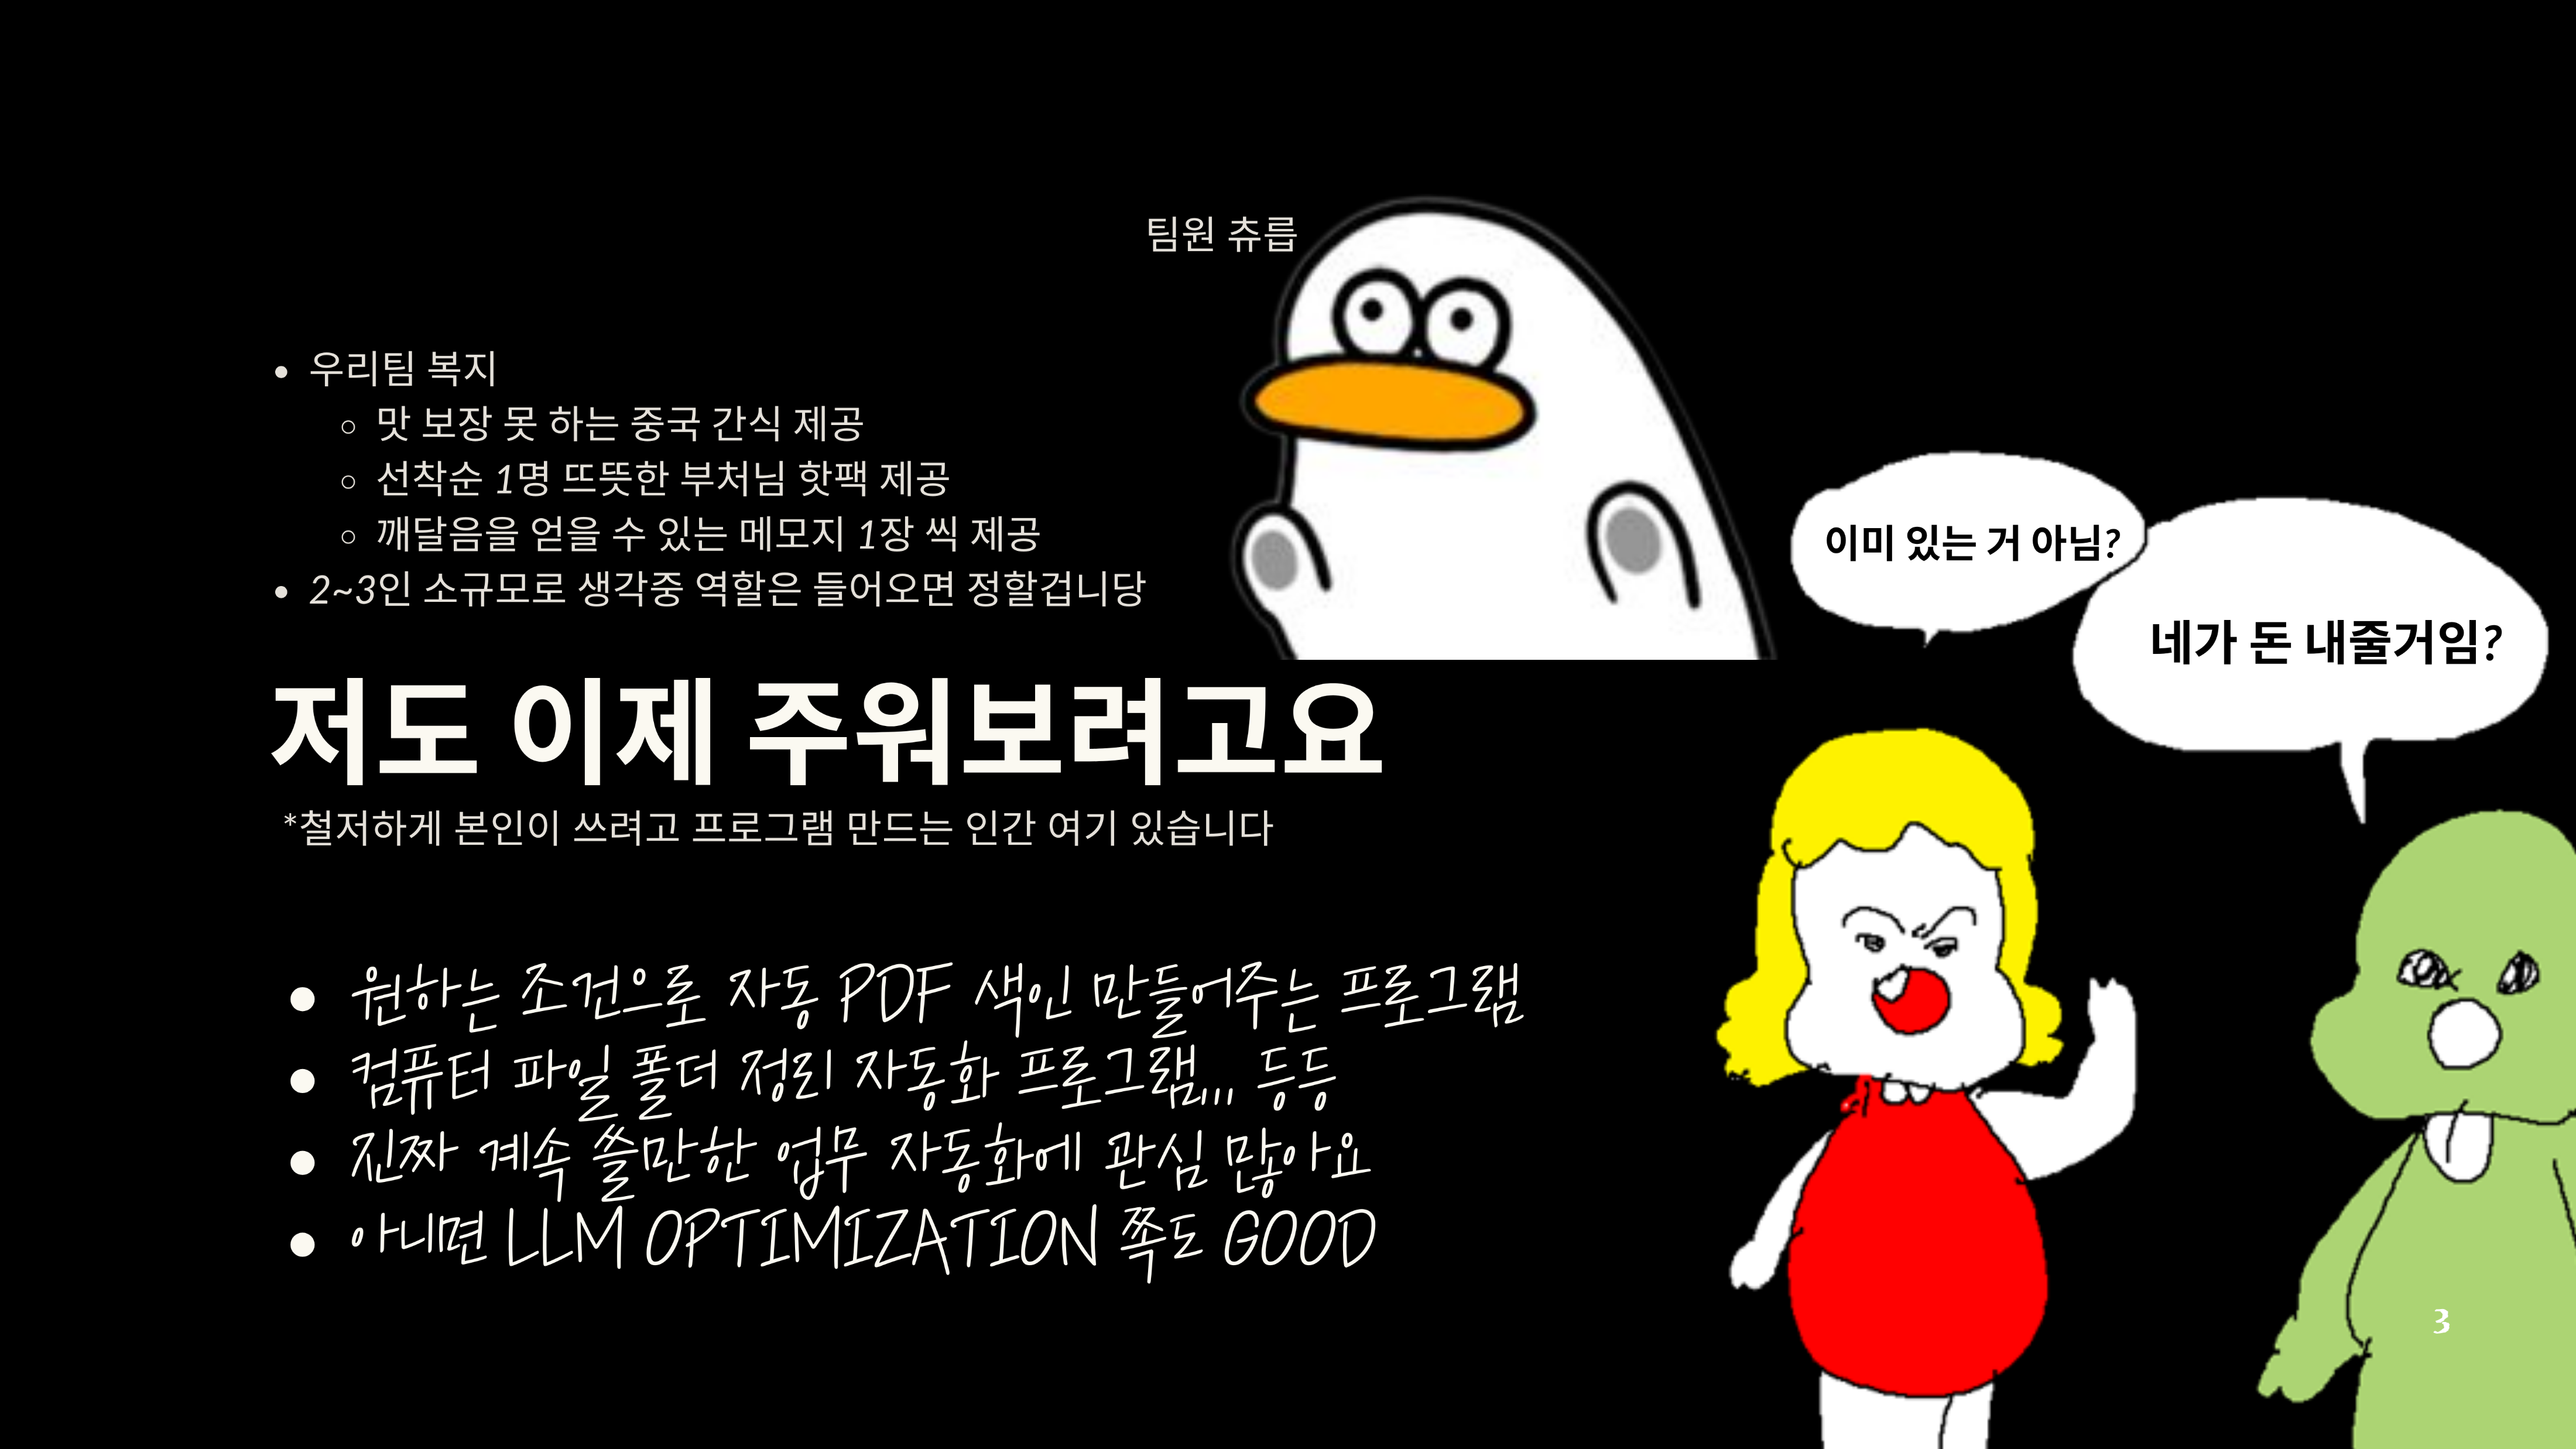 팀원 츄릅
우리팀 복지
맛 보장 못 하는 중국 간식 제공
선착순 1명 뜨뜻한 부처님 핫팩 제공
깨달음을 얻을 수 있는 메모지 1장 씩 제공
2~3인 소규모로 생각중 역할은 들어오면 정할겁니당
이미 있는 거 아님?
네가 돈 내줄거임?
저도 이제 주워보려고요
*철저하게 본인이 쓰려고 프로그램 만드는 인간 여기 있습니다
원하는 조건으로 자동 PDF 색인 만들어주는 프로그램
컴퓨터 파일 폴더 정리 자동화 프로그램,,, 등등
진짜 계속 쓸만한 업무 자동화에 관심 많아요
아니면 LLM OPTIMIZATION 쪽도 GOOD
3